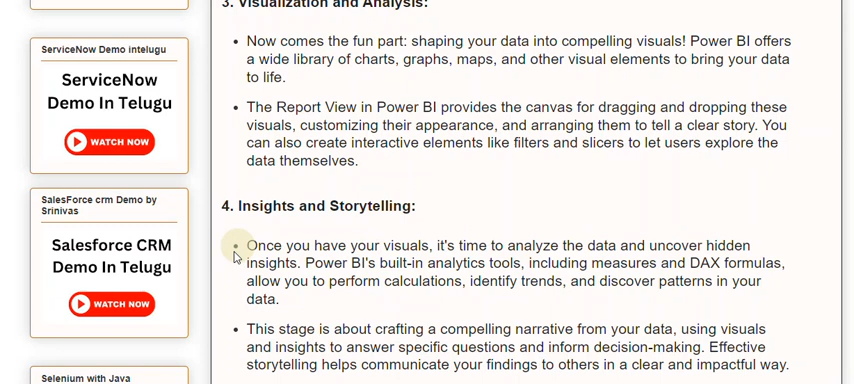 ServiceNow Demo intelugu
ServiceNow
Demo In Telugu
WATCH NOW
SalesForce crm Demo by
Srinivas
Salesforce CRM
Demo In Telugu
WATCH NOW
Selenium with Java
3. Visualization and Analysis:
• Now comes the fun part: shaping your data into compelling visuals! Power BI offers
a wide library of charts, graphs, maps, and other visual elements to bring your data
to life.
• The Report View in Power BI provides the canvas for dragging and dropping these
visuals, customizing their appearance, and arranging them to tell a clear story. You
can also create interactive elements like filters and slicers to let users explore the
data themselves.
4. Insights and Storytelling:
• Once you have your visuals, it's time to analyze the data and uncover hidden
insights. Power BI's built-in analytics tools, including measures and DAX formulas,
allow you to perform calculations, identify trends, and discover patterns in your
data.
• This stage is about crafting a compelling narrative from your data, using visuals
and insights to answer specific questions and inform decision-making. Effective
storytelling helps communicate your findings to others in a clear and impactful way.